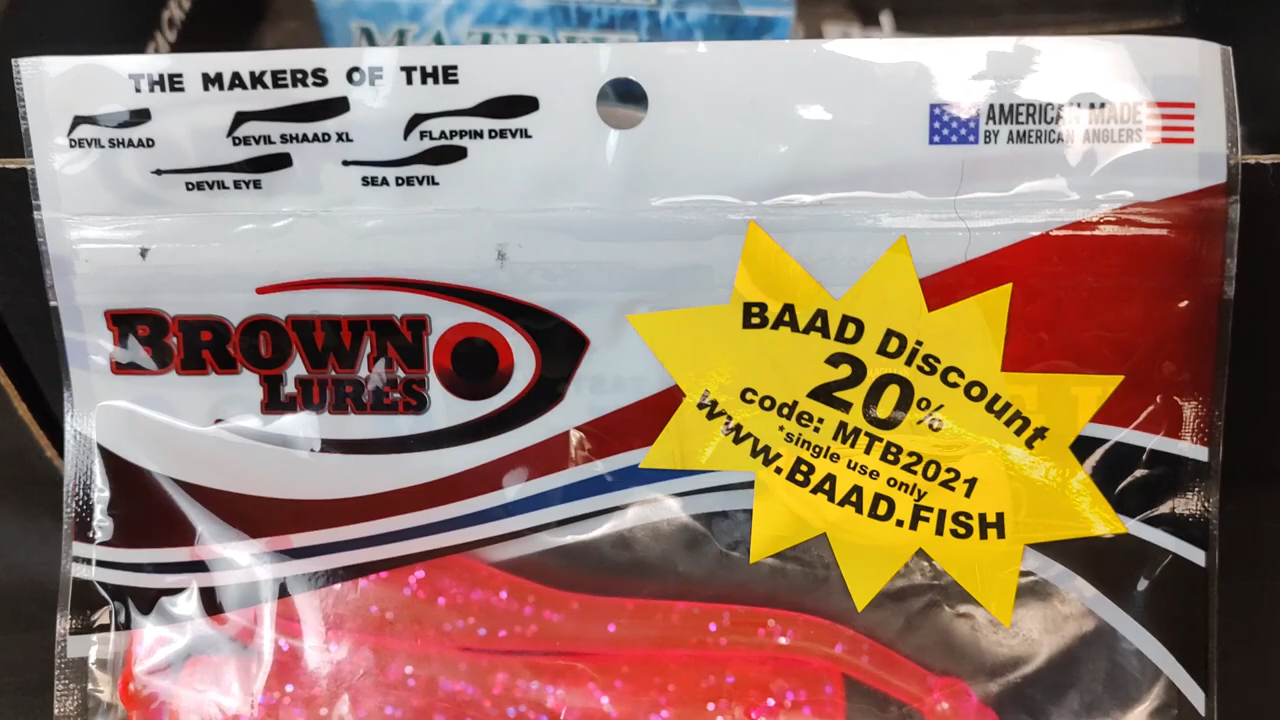 MATRIX
THE MAKERS OF THE
DEVIL SHAAD
DEVIL SHAAD XL
FLAPPIN DEVIL
DEVIL EYE
SEA DEVIL
AMERICAN MADE
BY AMERICAN ANGLERS
BROWN
LURES
BAAD Discount
20%
code: MTB2021
*single use only
www.BAAD.FISH